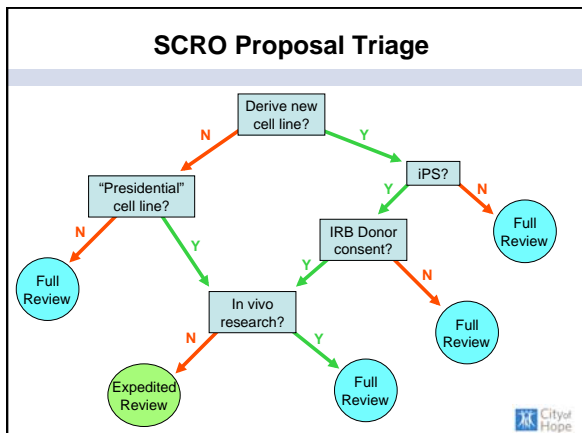 SCRO Proposal Triage
Derive new
cell line?
N
Y
"Presidential"
cell line?
iPS?
N
Y
Y
N
Full
Review
IRB Donor
consent?
Full
Review
Y
N
In vivo
research?
Full
Review
N
Y
Expedited
Review
Full
Review
City of
Hope